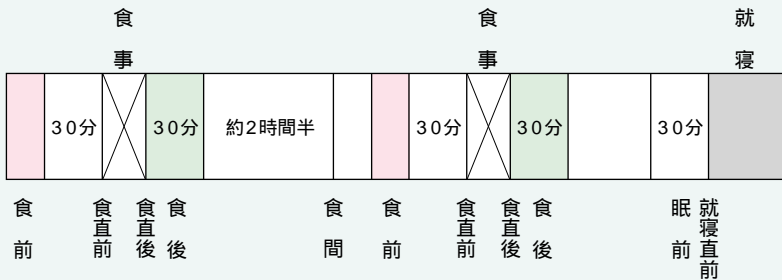 食事
食事
就寝
30分
30分
約2時間半
30分
30分
30分
食前
食直前
食直後
食後
食間
食前
食直前
食直後
食後
眠前
就寝直前